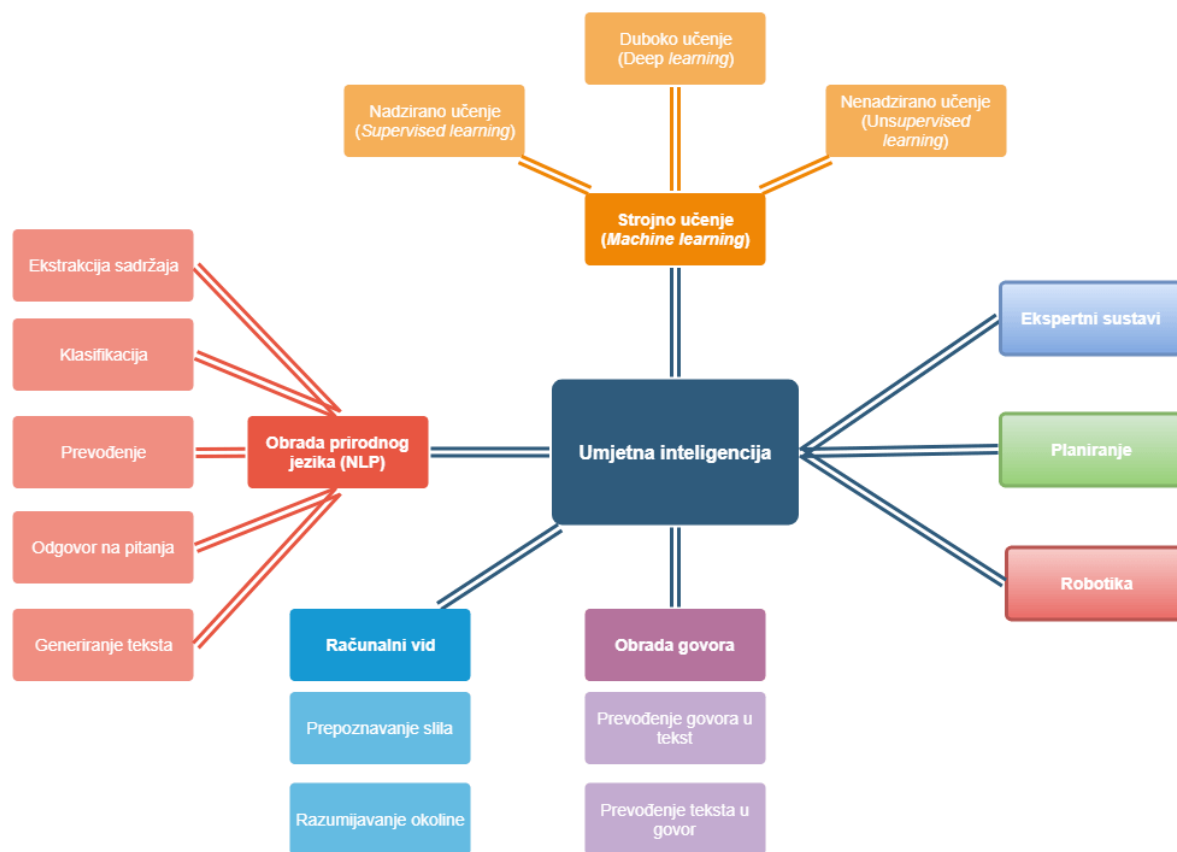 Duboko učenje
(Deep learning)
Nadzirano učenje
(Supervised learning)
Nenadzirano učenje
(Unsupervised
learning)
Strojno učenje
(Machine learning)
Ekstrakcija sadržaja
Klasifikacija
Prevođenje
Odgovor na pitanja
Generiranje teksta
Obrada prirodnog
jezika (NLP)
Umjetna inteligencija
Ekspertni sustavi
Planiranje
Robotika
Računalni vid
Prepoznavanje slila
Razumijavanje okoline
Obrada govora
Prevođenje govora u
tekst
Prevođenje teksta u
govor